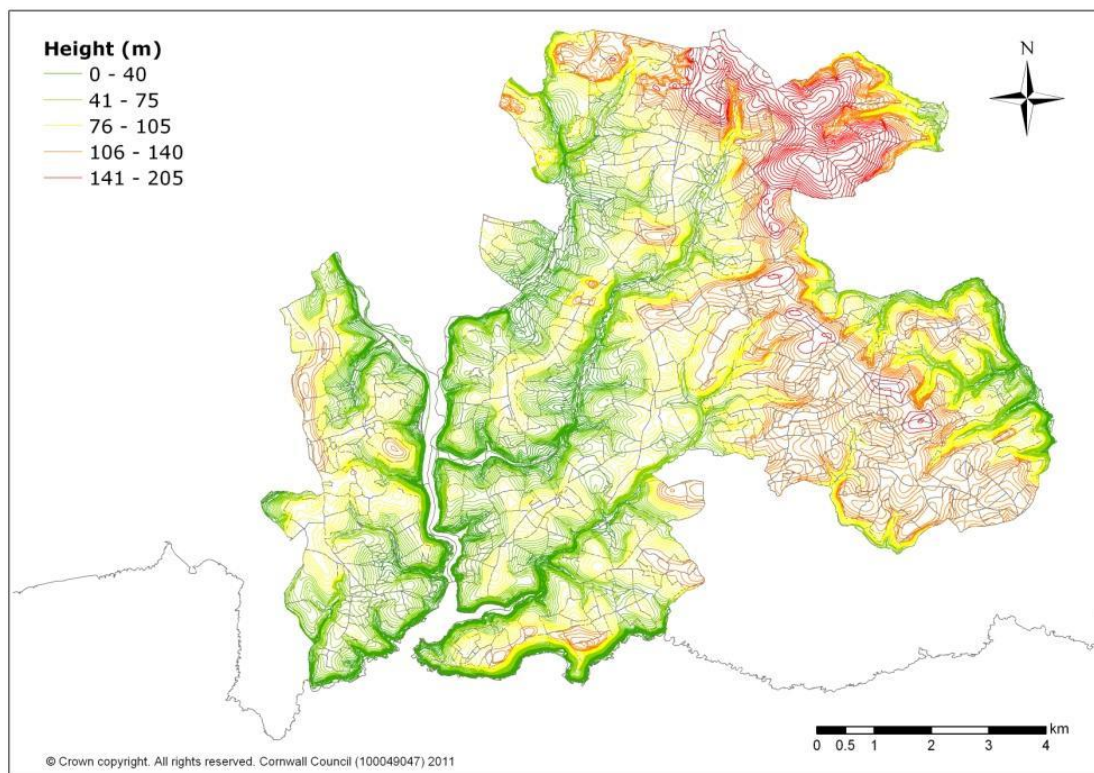 Height (m)
0 - 40
41 - 75
76 - 105
106 - 140
141 - 205
N
km
0 0.5 1 2 3 4
© Crown copyright. All rights reserved. Cornwall Council (100049047) 2011